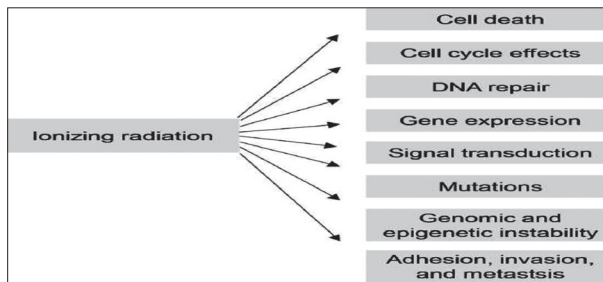 Ionizing radiation
Cell death
Cell cycle effects
DNA repair
Gene expression
Signal transduction
Mutations
Genomic and
epigenetic instability
Adhesion, invasion,
and metastsis